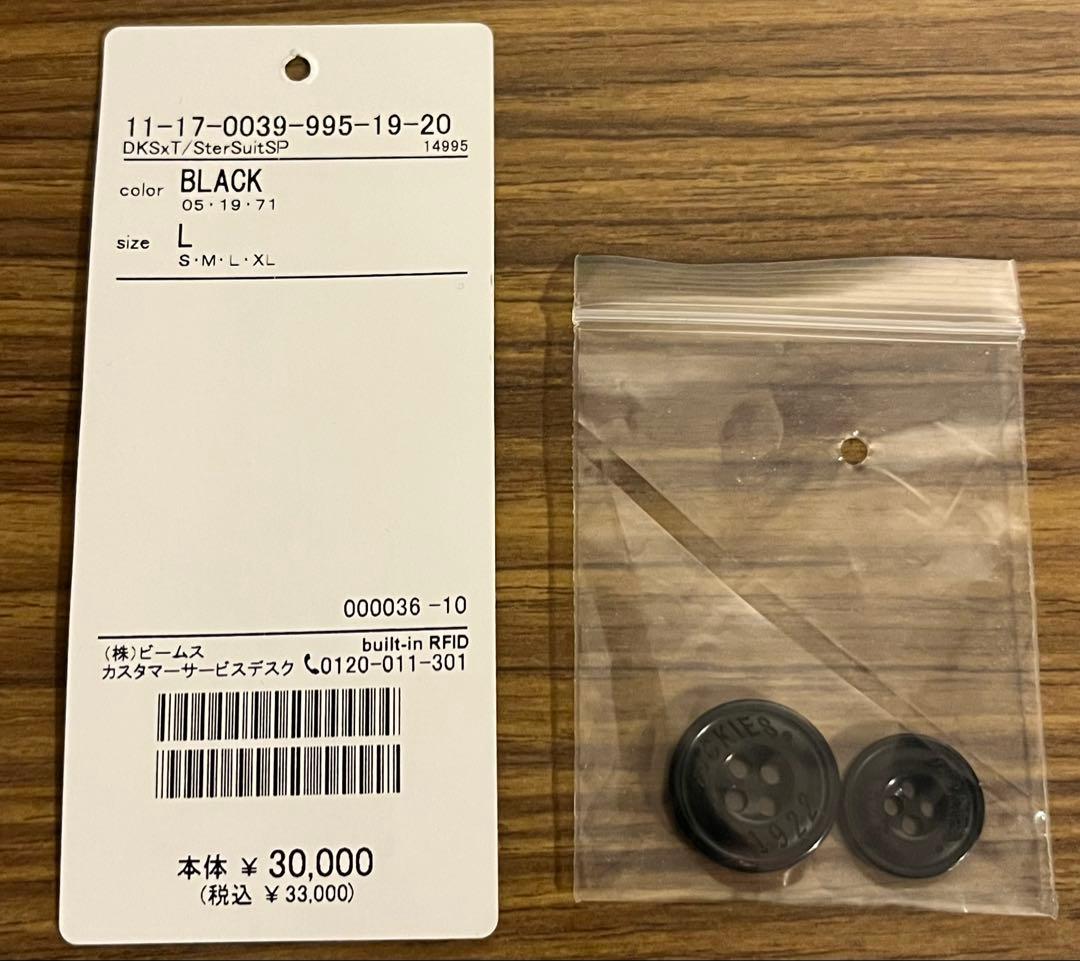 11-17-0039-995-19-20
DKSxT/SterSuitSP 14995
color BLACK
05・19・71
size L
S・M・L・XL
000036 -10
built-in RFID
(株)ビームス
カスタマーサービスデスク 📞0120-011-301
本体 ¥ 30,000
(税込 ¥ 33,000)
DICKIES
1922